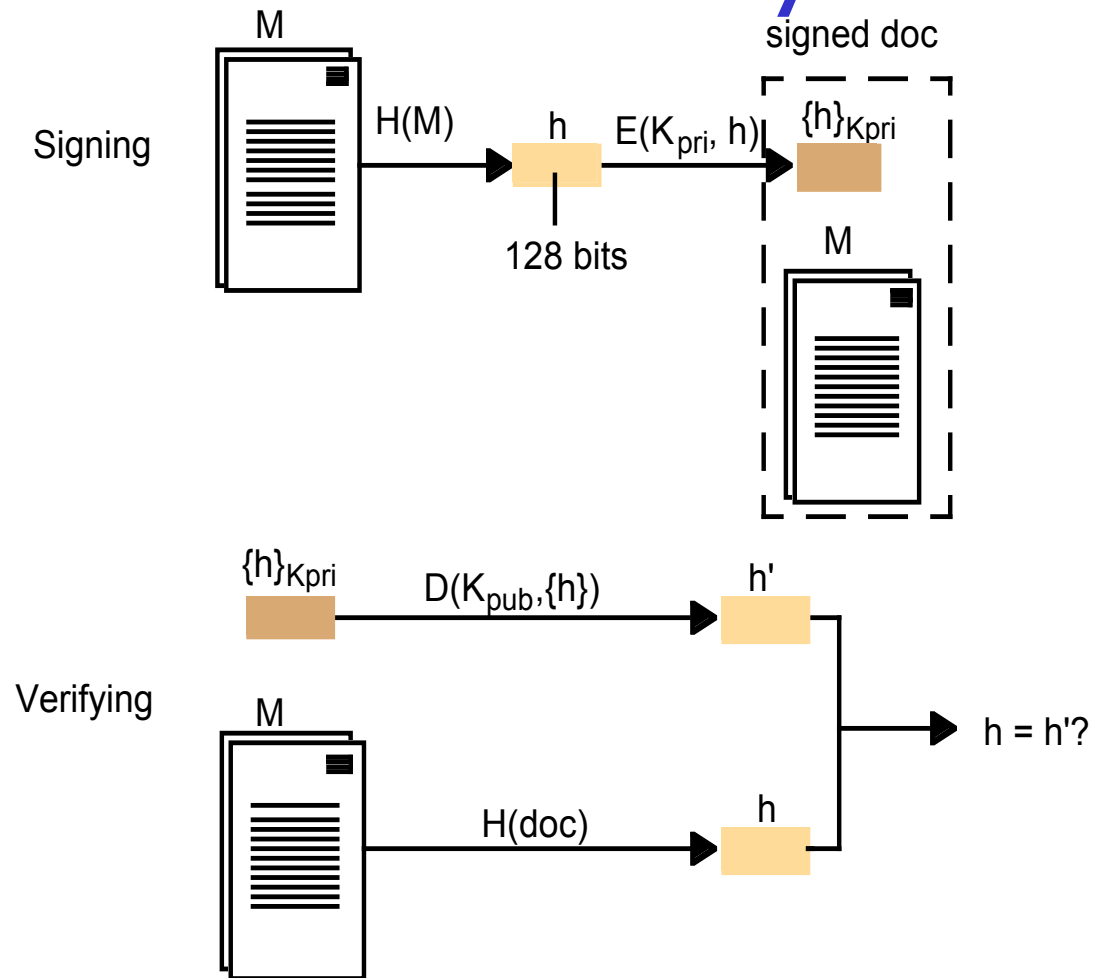 signed doc
M
Signing
H(M)
h
E(Kpri, h)
{h}Kpri
128 bits
M
{h}Kpri
D(Kpub,{h})
h'
Verifying
M
h = h'?
H(doc)
h